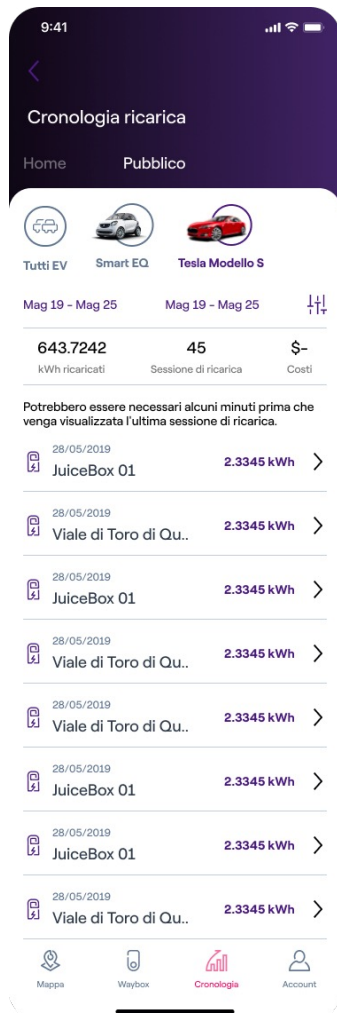 9:41
Cronologia ricarica
Home Pubblico
Tutti EV Smart EQ Tesla Modello S
Mag 19 - Mag 25 Mag 19 - Mag 25
643.7242 45 $-
kWh ricaricati Sessione di ricarica Costi
Potrebbero essere necessari alcuni minuti prima che
venga visualizzata l'ultima sessione di ricarica.
28/05/2019
JuiceBox 01 2.3345 kWh
28/05/2019
Viale di Toro di Qu.. 2.3345 kWh
28/05/2019
JuiceBox 01 2.3345 kWh
28/05/2019
Viale di Toro di Qu.. 2.3345 kWh
28/05/2019
Viale di Toro di Qu.. 2.3345 kWh
28/05/2019
JuiceBox 01 2.3345 kWh
28/05/2019
JuiceBox 01 2.3345 kWh
28/05/2019
Viale di Toro di Qu.. 2.3345 kWh
Mappa Waybox Cronologia Account